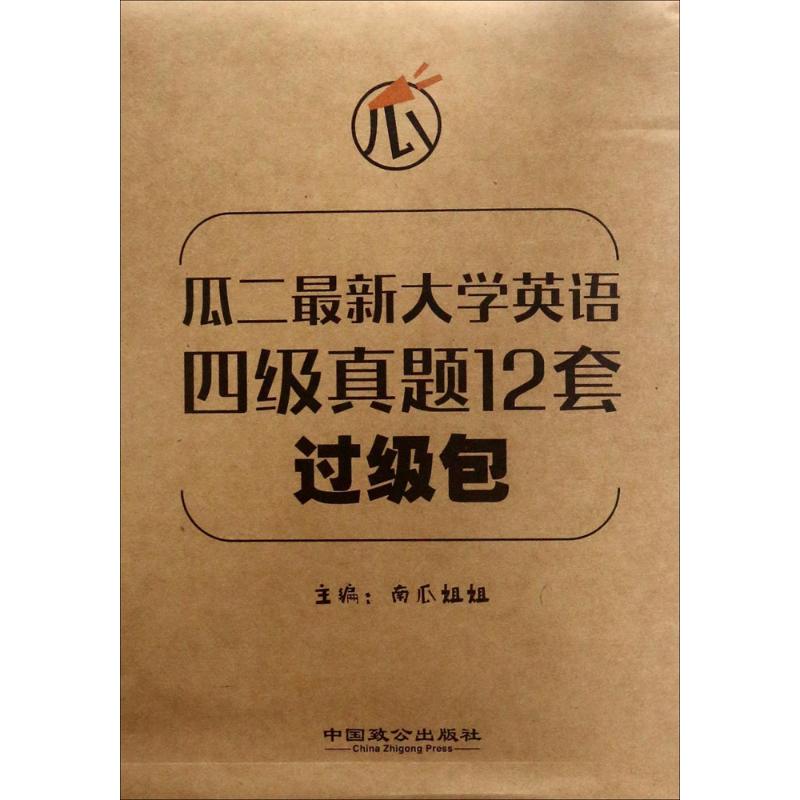 瓜
瓜二最新大学英语
四级真题12套
过级包
主编：南瓜姐姐
中国致公出版社
China Zhigong Press